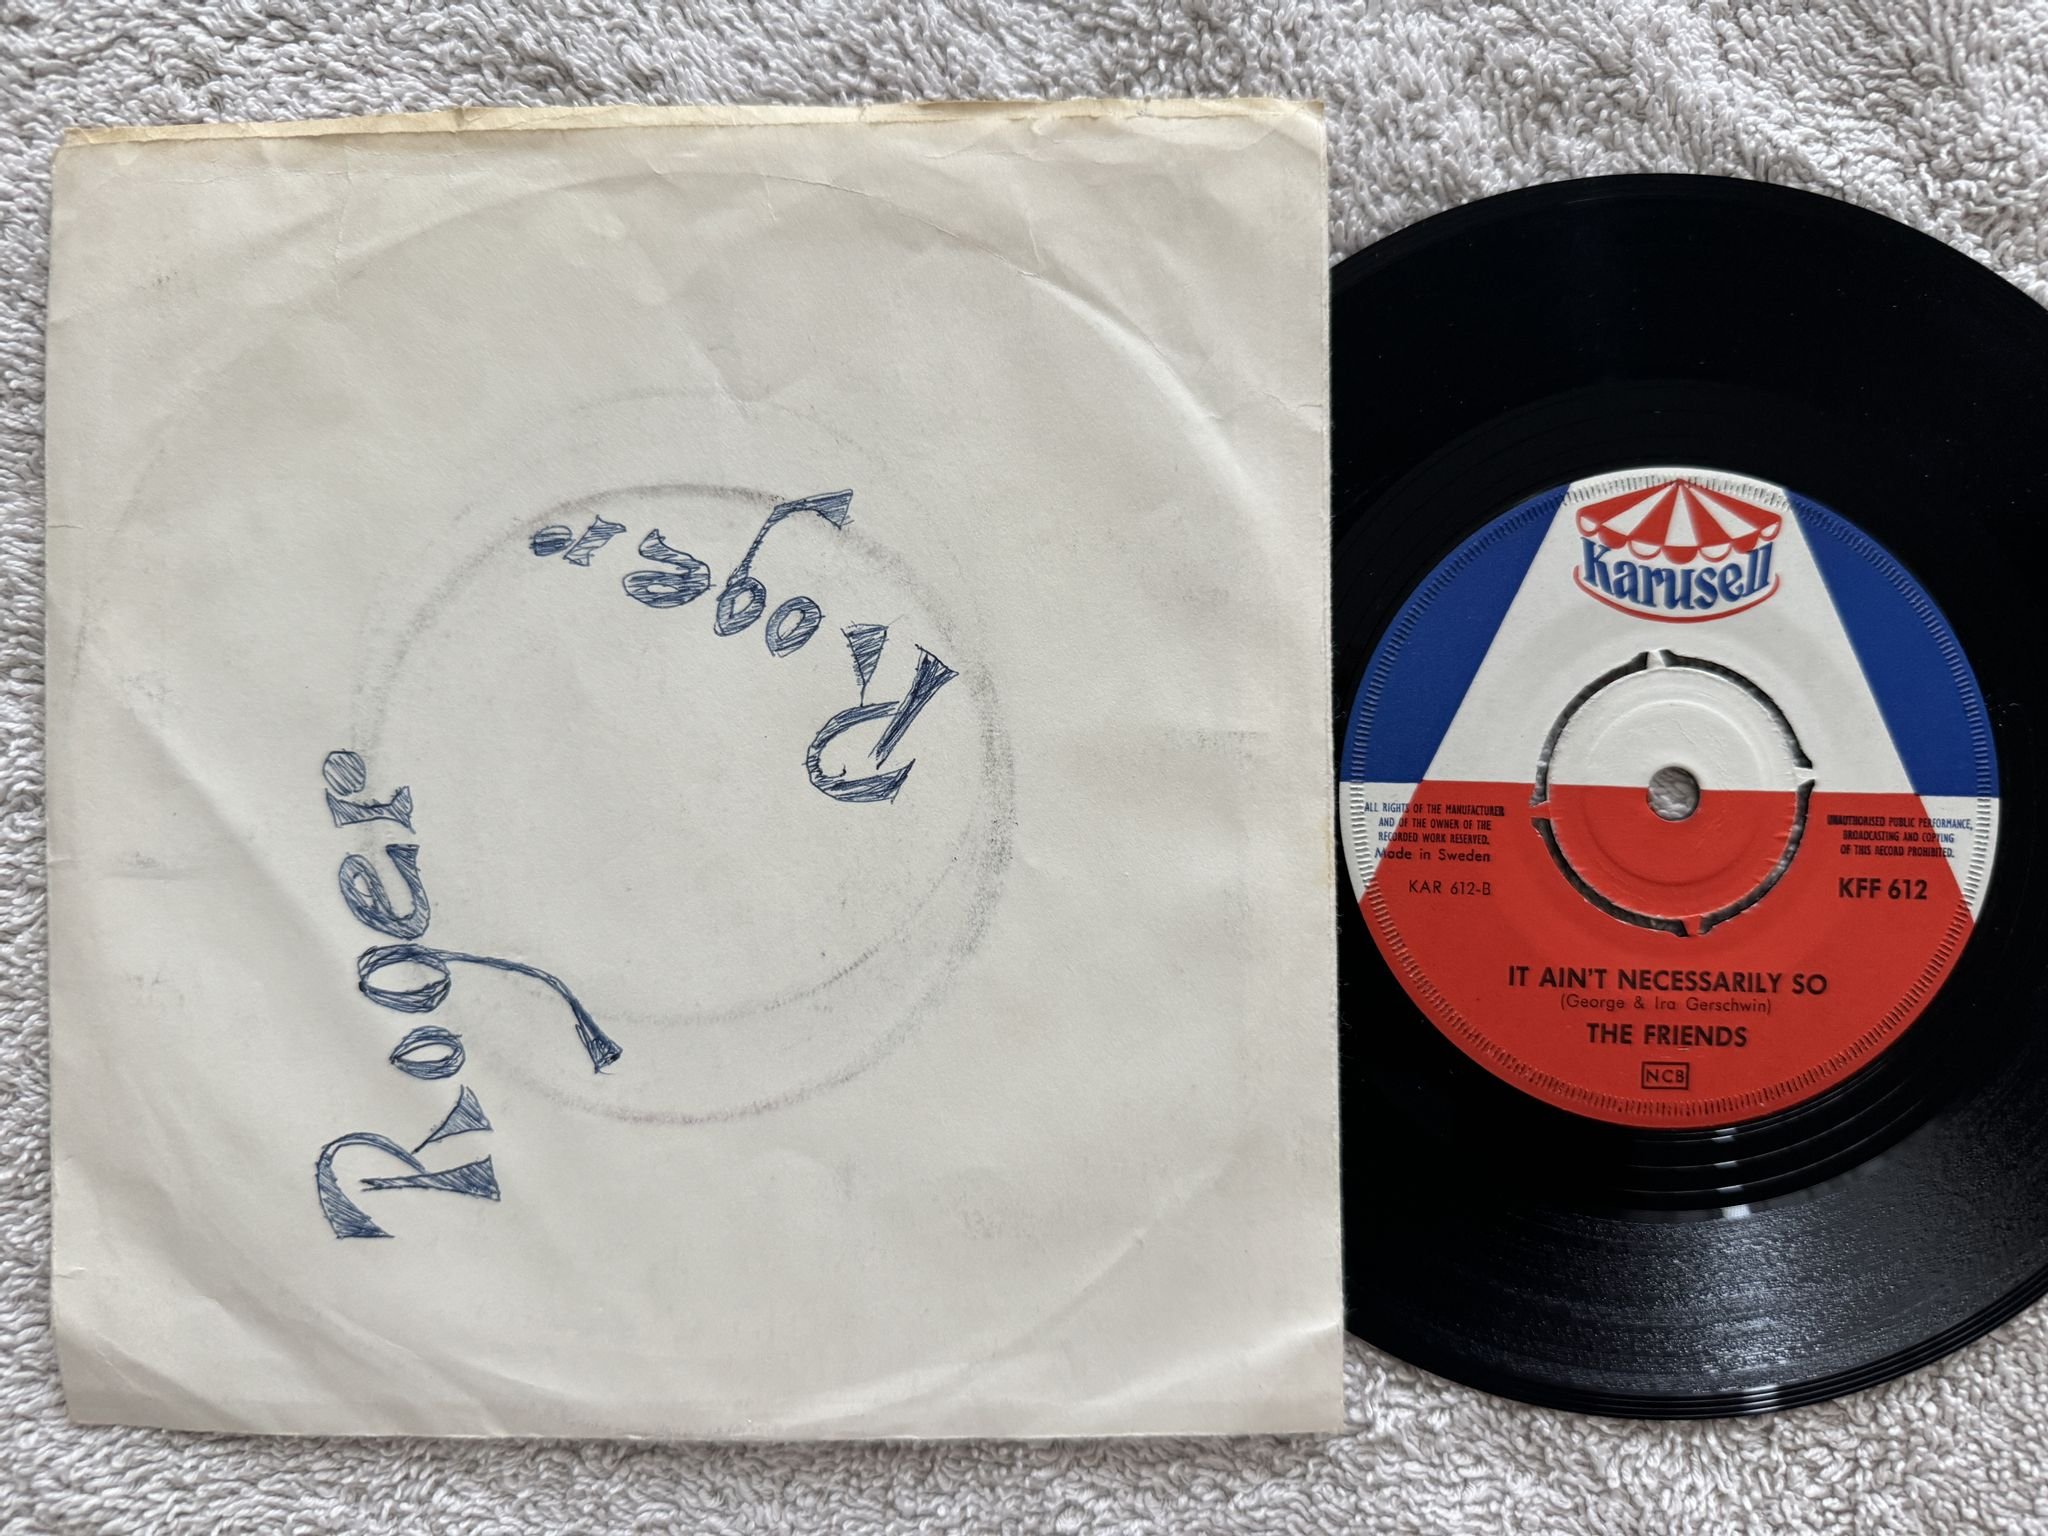 Roger
Roger
Karusell
ALL RIGHTS OF THE MANUFACTURER
AND OF THE OWNER OF THE
RECORDED WORK RESERVED.
Made in Sweden
KAR 612-B
UNAUTHORISED PUBLIC PERFORMANCE,
BROADCASTING AND COPYING
OF THIS RECORD PROHIBITED.
KFF 612
IT AIN'T NECESSARILY SO
(George & Ira Gerschwin)
THE FRIENDS
NCB